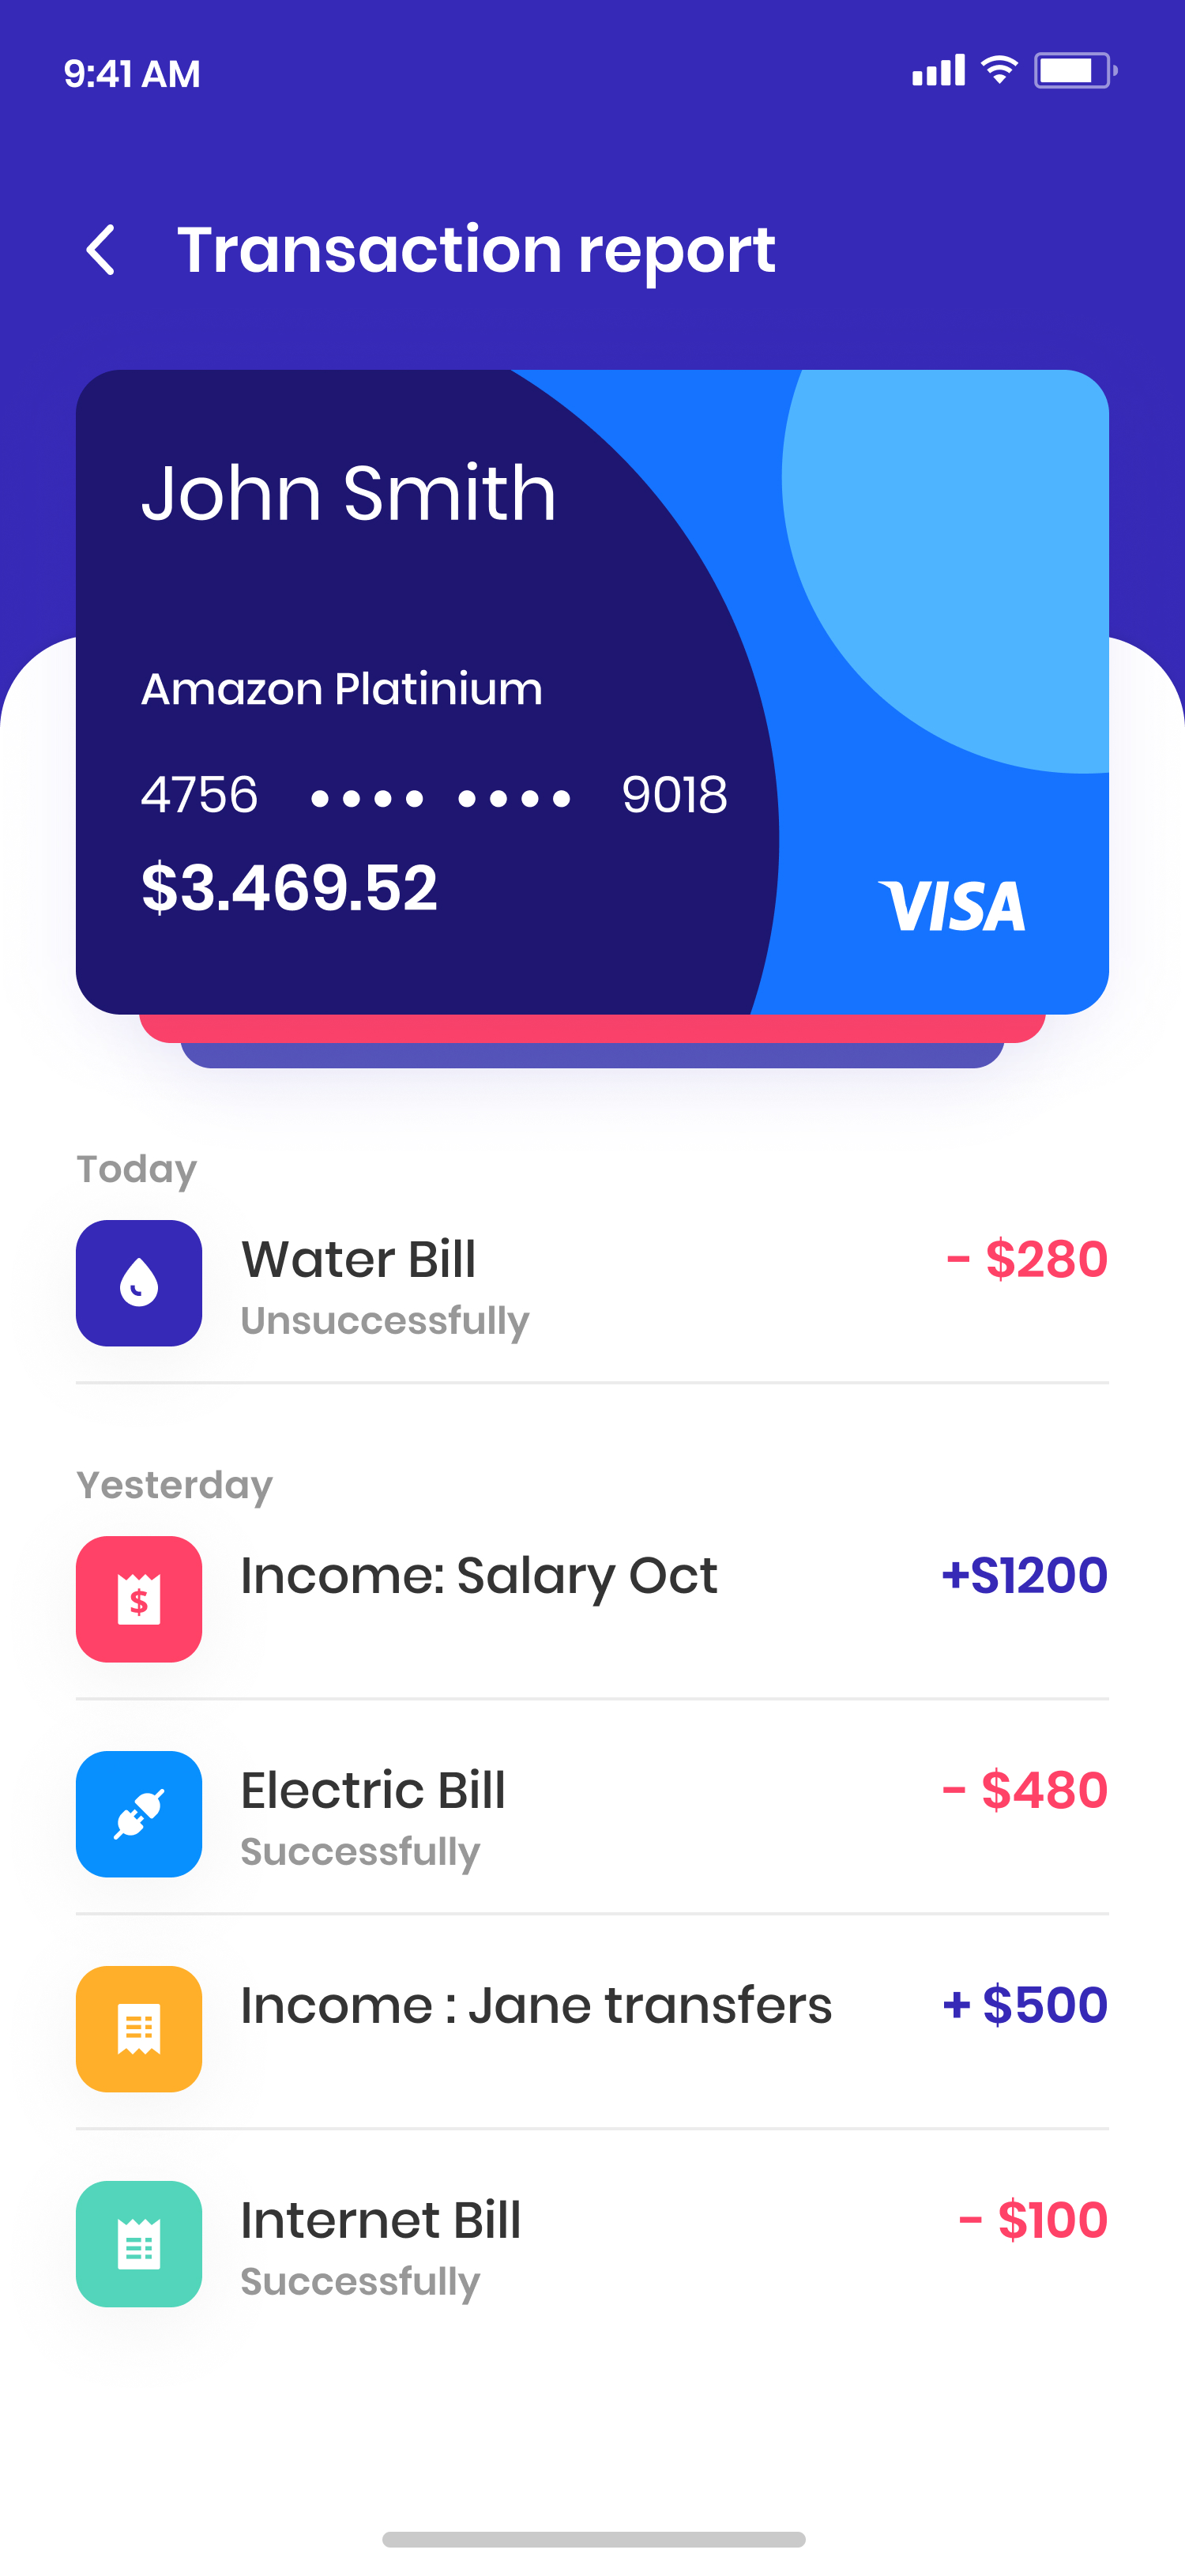 9:41 AM
Transaction report
John Smith
Amazon Platinium
4756 •••• •••• 9018
$3.469.52
VISA
Today
Water Bill - $280
Unsuccessfully
Yesterday
$
Income: Salary Oct +S1200
Electric Bill - $480
Successfully
Income : Jane transfers + $500
Internet Bill - $100
Successfully